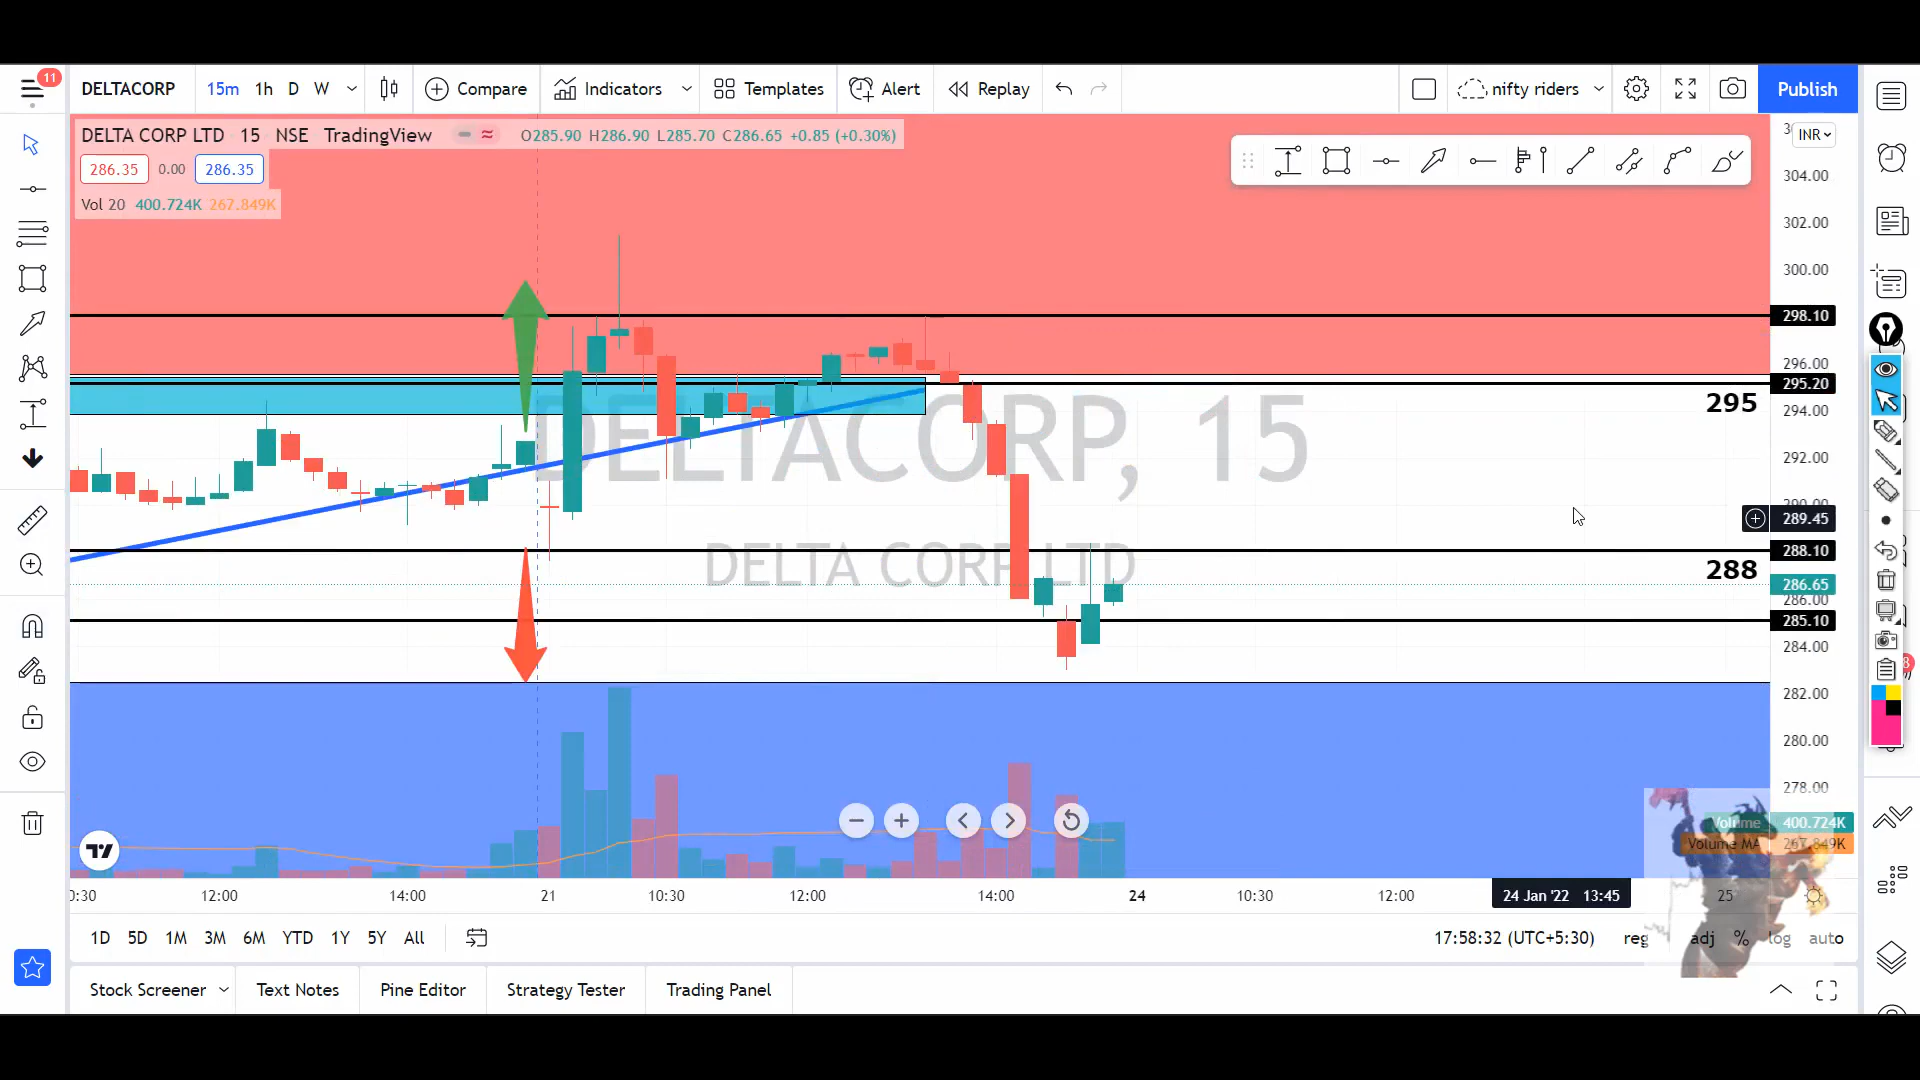 11
DELTACORP 15m 1h D W Compare Indicators Templates Alert Replay nifty riders Publish
DELTA CORP LTD 15 NSE TradingView O285.90 H286.90 L285.70 C286.65 +0.85 (+0.30%)
INR
286.35 0.00 286.35
304.00
Vol 20 400.724K 267.849K
302.00
300.00
298.10
296.00
295.20
295
294.00
DELTACORP, 15
292.00
289.45
288.10
DELTA CORP LTD
288
286.65
286.00
285.10
284.00
282.00
280.00
278.00
Volume 400.724K
Volume MA 267.849K
12:00 14:00 21 10:30 12:00 14:00 24 10:30 12:00 24 Jan '22 13:45 25
1D 5D 1M 3M 6M YTD 1Y 5Y All 17:58:32 (UTC+5:30) reg adj % log auto
Stock Screener Text Notes Pine Editor Strategy Tester Trading Panel